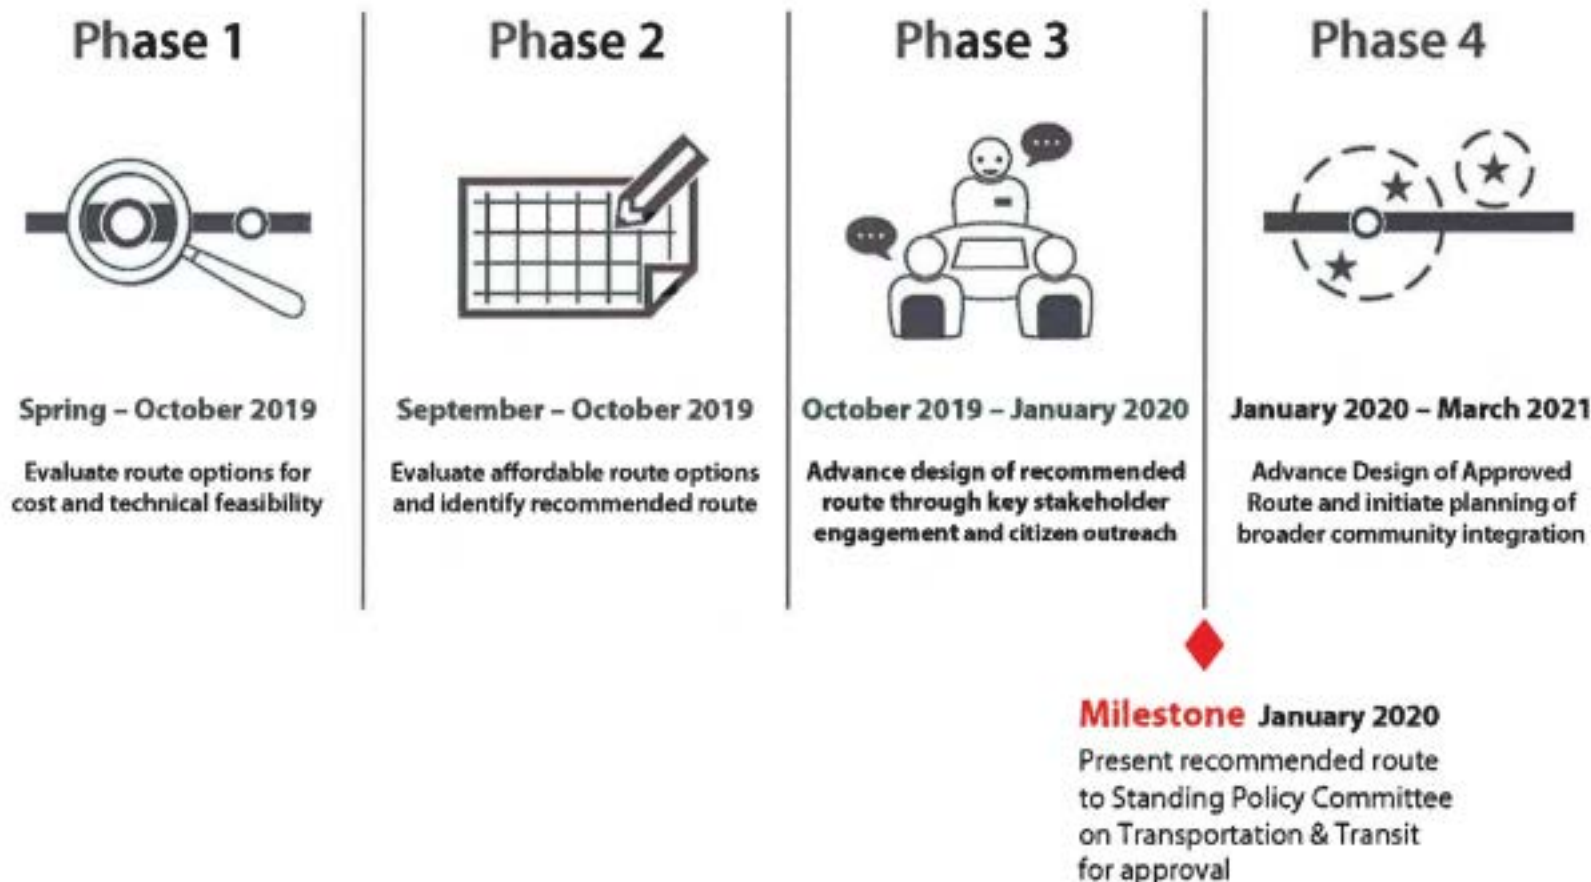 Phase 1
Spring – October 2019
Evaluate route options for
cost and technical feasibility
Phase 2
September – October 2019
Evaluate affordable route options
and identify recommended route
Phase 3
October 2019 – January 2020
Advance design of recommended
route through key stakeholder
engagement and citizen outreach
Phase 4
January 2020 – March 2021
Advance Design of Approved
Route and initiate planning of
broader community integration
Milestone January 2020
Present recommended route
to Standing Policy Committee
on Transportation & Transit
for approval